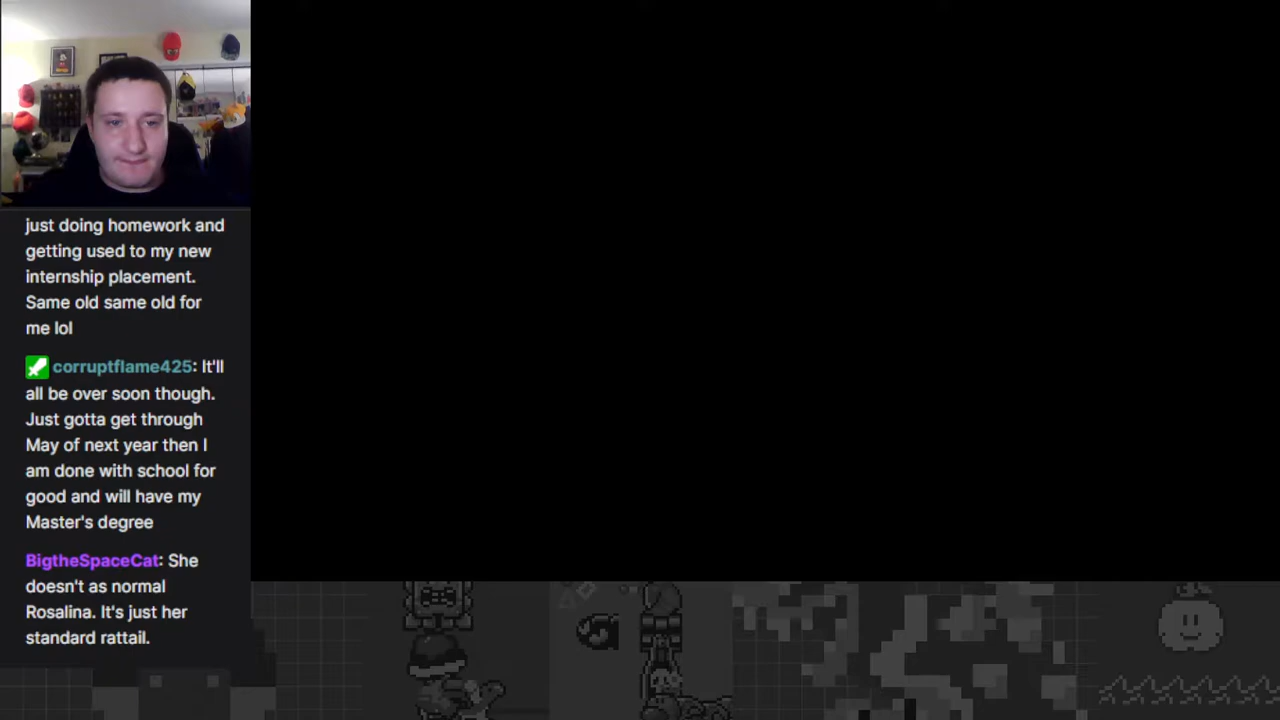 just doing homework and
getting used to my new
internship placement.
Same old same old for
me lol
corruptflame425: It'll
all be over soon though.
Just gotta get through
May of next year then I
am done with school for
good and will have my
Master's degree
BigtheSpaceCat: She
doesn't as normal
Rosalina. It's just her
standard rattail.